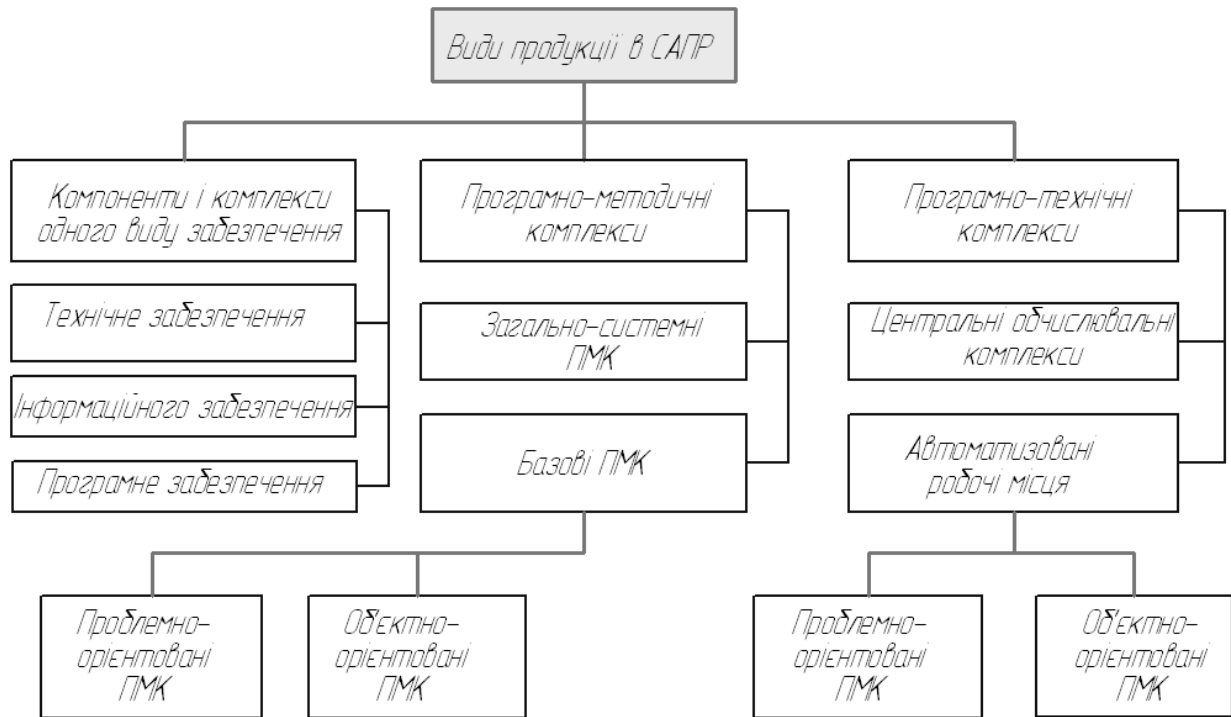 Види продукції в САПР
Компоненти і комплекси
одного виду забезпечення
Програмно-методичні
комплекси
Програмно-технічні
комплекси
Технічне забезпечення
Загально-системні
ПМК
Центральні обчислювальні
комплекси
Інформаційного забезпечення
Базові ПМК
Автоматизовані
робочі місця
Програмне забезпечення
Проблемно-
орієнтовані
ПМК
Об'єктно-
орієнтовані
ПМК
Проблемно-
орієнтовані
ПМК
Об'єктно-
орієнтовані
ПМК